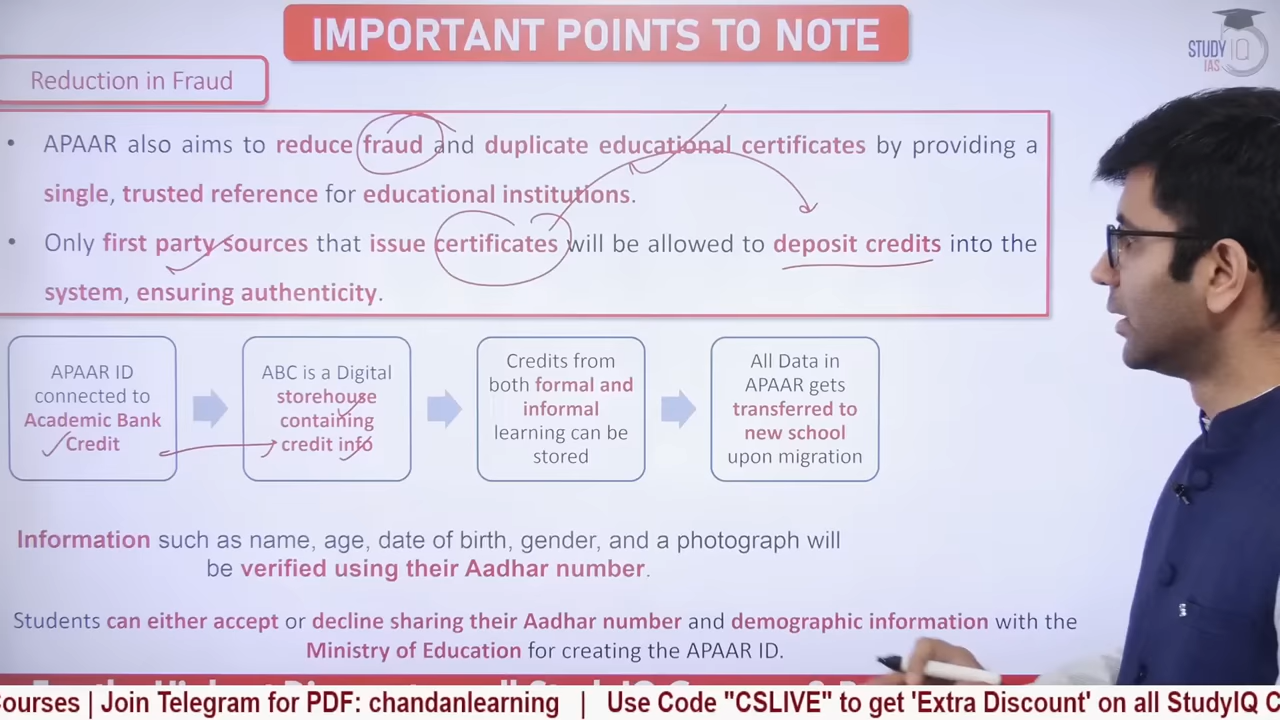 IMPORTANT POINTS TO NOTE
STUDY IQ
IAS
Reduction in Fraud
• APAAR also aims to reduce fraud and duplicate educational certificates by providing a
single, trusted reference for educational institutions.
• Only first party sources that issue certificates will be allowed to deposit credits into the
system, ensuring authenticity.
APAAR ID
connected to
Academic Bank
Credit
ABC is a Digital
storehouse
containing
credit info
Credits from
both formal and
informal
learning can be
stored
All Data in
APAAR gets
transferred to
new school
upon migration
Information such as name, age, date of birth, gender, and a photograph will
be verified using their Aadhar number.
Students can either accept or decline sharing their Aadhar number and demographic information with the
Ministry of Education for creating the APAAR ID.
ourses | Join Telegram for PDF: chandanlearning | Use Code "CSLIVE" to get 'Extra Discount' on all StudyIQ C